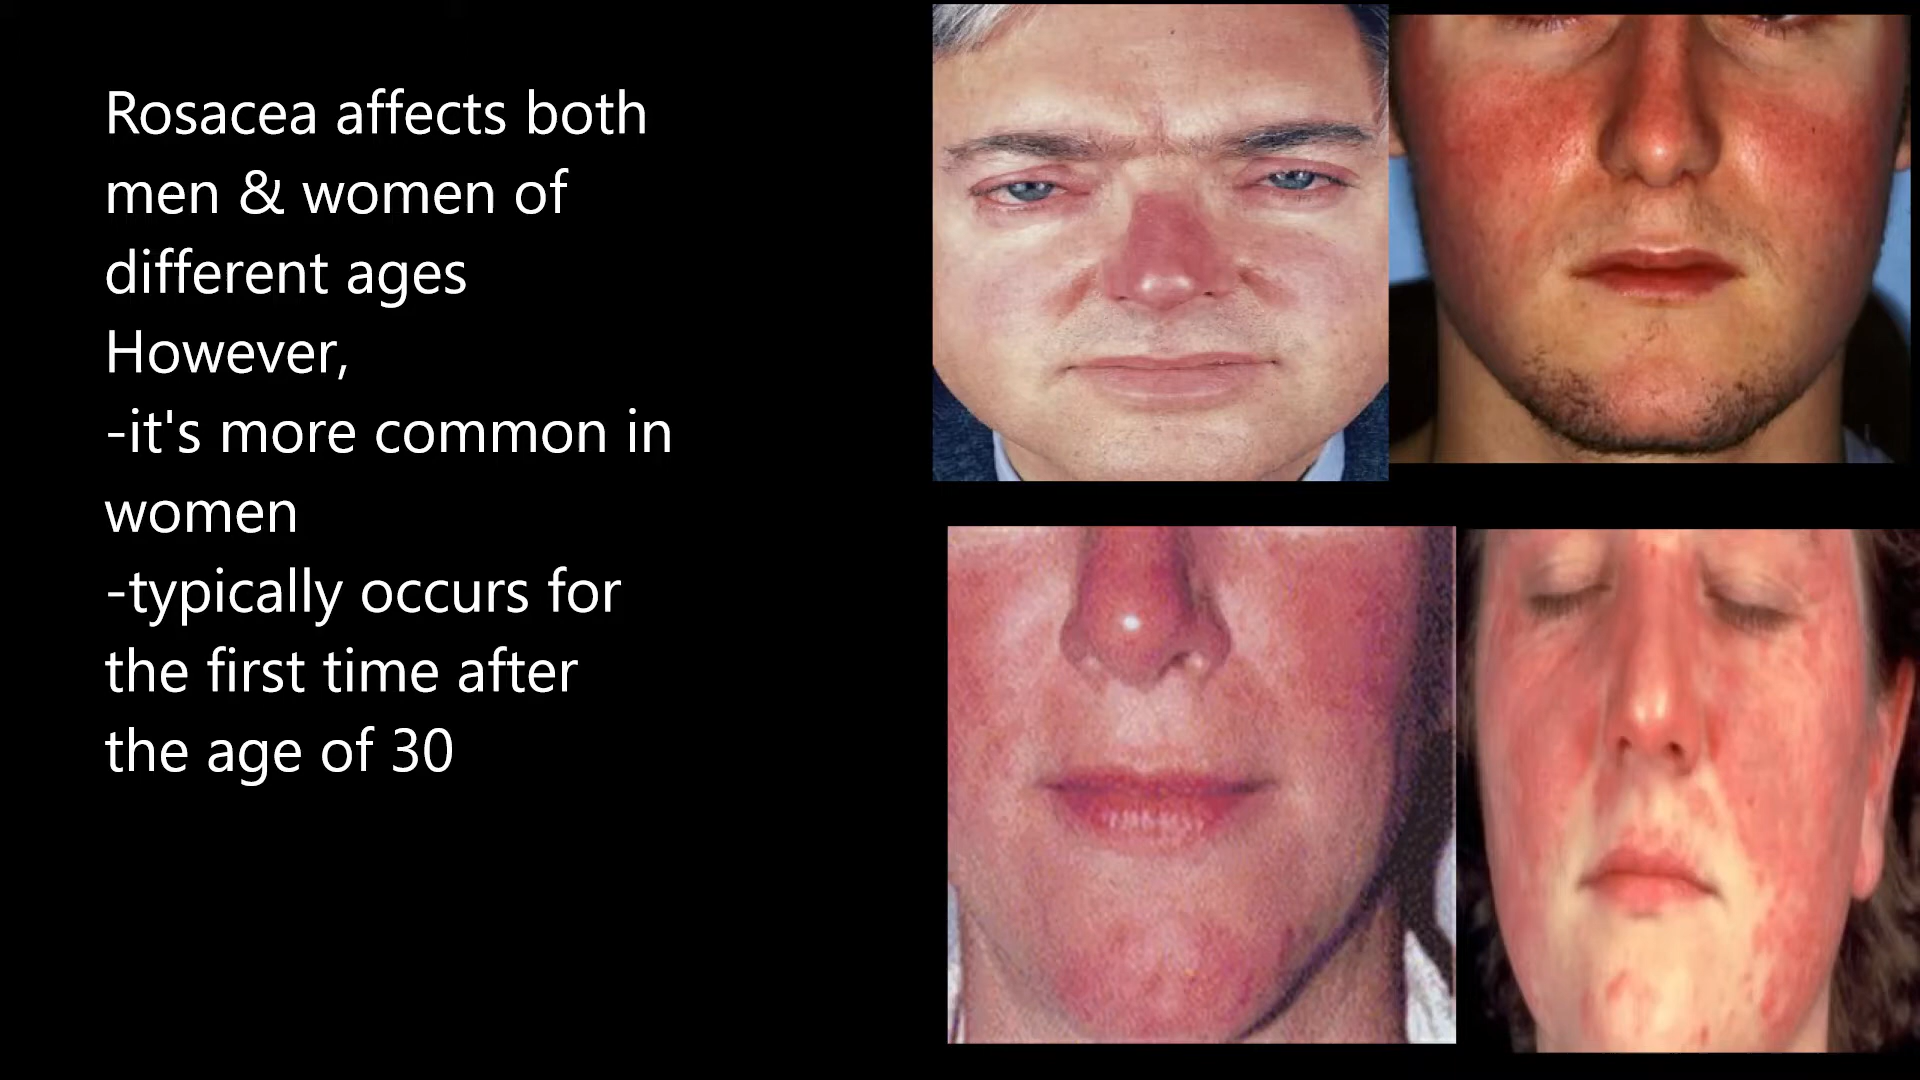 Rosacea affects both
men & women of
different ages
However,
-it's more common in
women
-typically occurs for
the first time after
the age of 30